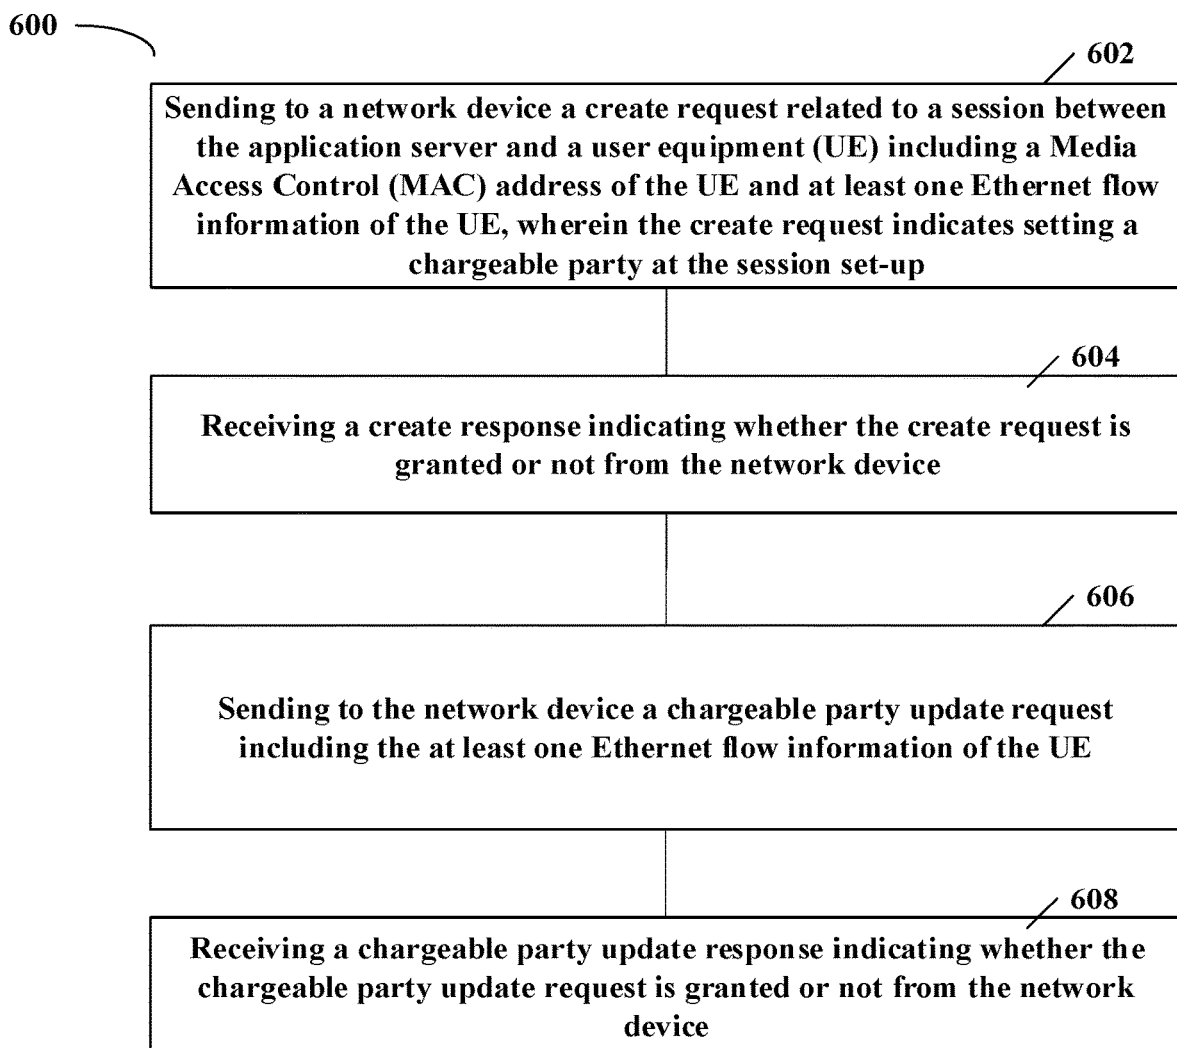 600
602
Sending to a network device a create request related to a session between
the application server and a user equipment (UE) including a Media
Access Control (MAC) address of the UE and at least one Ethernet flow
information of the UE, wherein the create request indicates setting a
chargeable party at the session set-up
604
Receiving a create response indicating whether the create request is
granted or not from the network device
606
Sending to the network device a chargeable party update request
including the at least one Ethernet flow information of the UE
608
Receiving a chargeable party update response indicating whether the
chargeable party update request is granted or not from the network
device